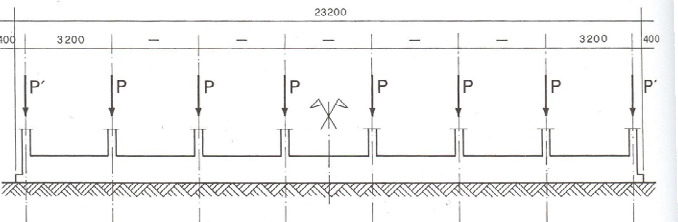 23200
400 3200 — — — — — 3200 400
P′ P P P P P P P′